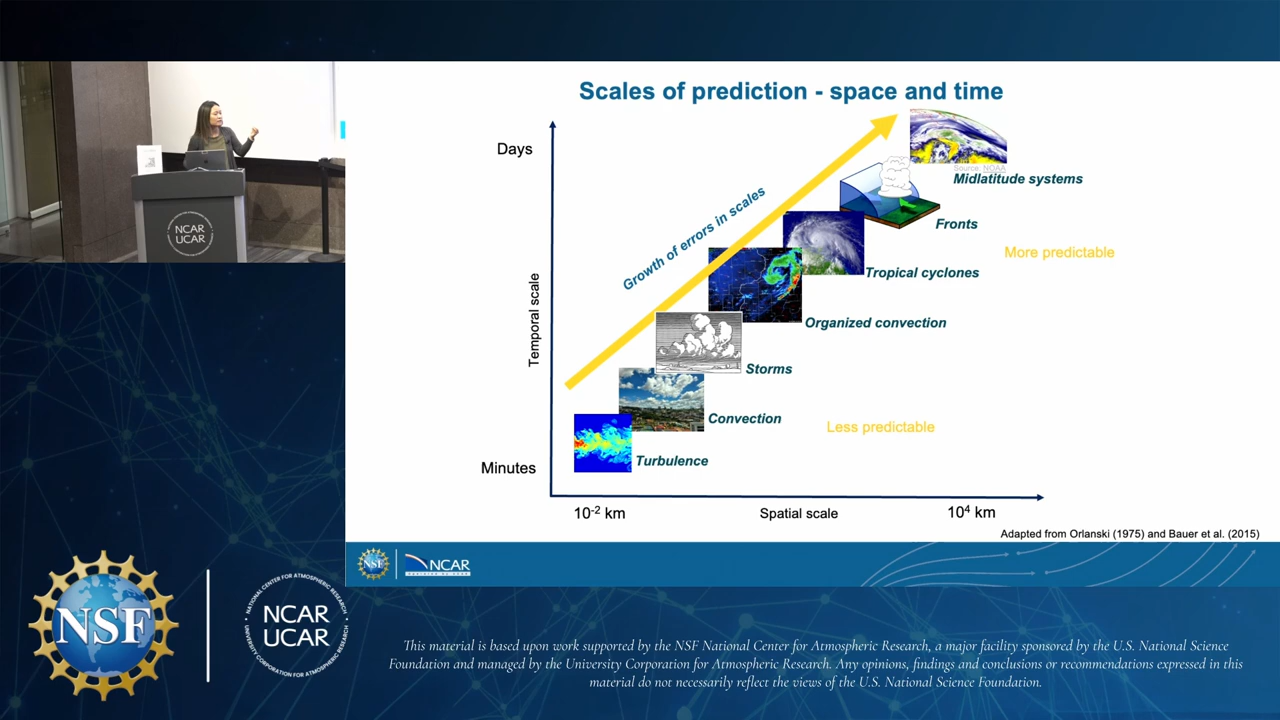 Scales of prediction - space and time
Days
Source: NOAA
Midlatitude systems
Growth of errors in scales
Fronts
More predictable
Tropical cyclones
Temporal scale
Organized convection
Storms
Convection
Less predictable
Turbulence
Minutes
10⁻² km
Spatial scale
10⁴ km
Adapted from Orlanski (1975) and Bauer et al. (2015)
NCAR
UCAR
NCAR
NSF
NATIONAL CENTER FOR ATMOSPHERIC RESEARCH
NCAR
UCAR
UNIVERSITY CORPORATION FOR ATMOSPHERIC RESEARCH
This material is based upon work supported by the NSF National Center for Atmospheric Research, a major facility sponsored by the U.S. National Science
Foundation and managed by the University Corporation for Atmospheric Research. Any opinions, findings and conclusions or recommendations expressed in this
material do not necessarily reflect the views of the U.S. National Science Foundation.